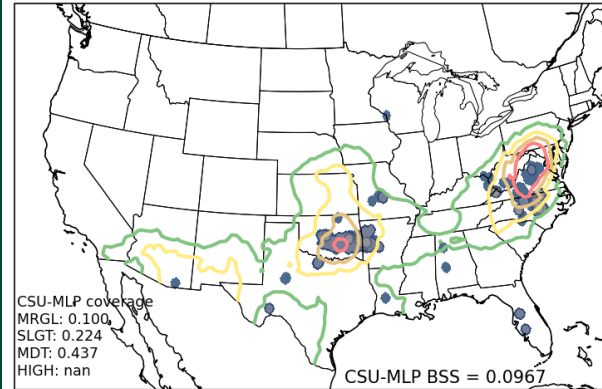 CSU-MLP coverage
MRGL: 0.100
SLGT: 0.224
MDT: 0.437
HIGH: nan
CSU-MLP BSS = 0.0967